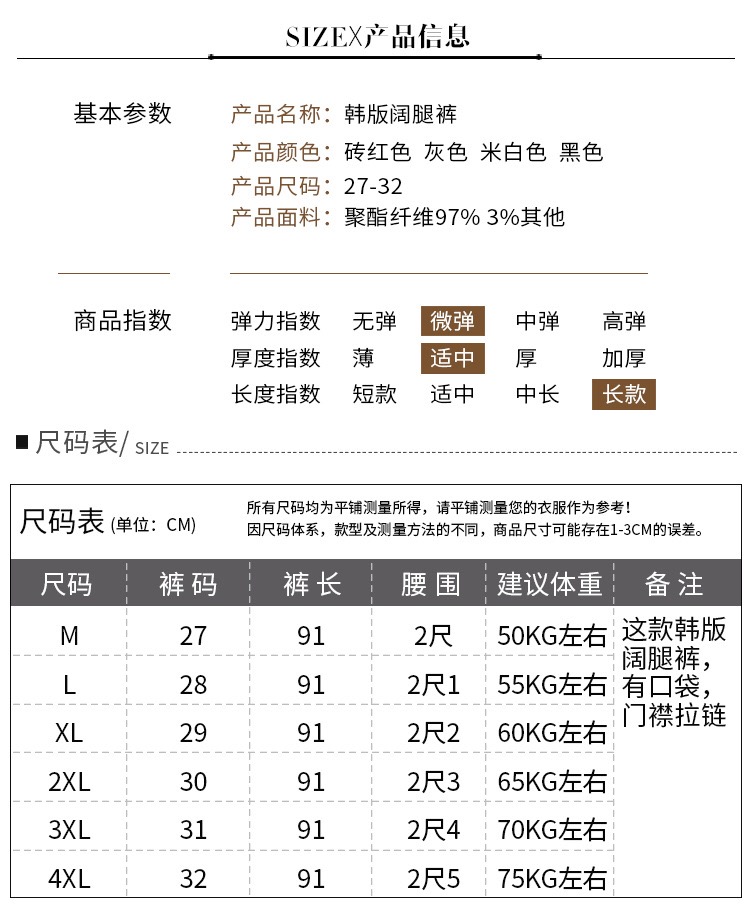 SIZEX产品信息
基本参数
产品名称：韩版阔腿裤
产品颜色：砖红色 灰色 米白色 黑色
产品尺码：27-32
产品面料：聚酯纤维97% 3%其他
商品指数
弹力指数 无弹 微弹 中弹 高弹
厚度指数 薄 适中 厚 加厚
长度指数 短款 适中 中长 长款
尺码表/ SIZE
尺码表 (单位：CM)
所有尺码均为平铺测量所得，请平铺测量您的衣服作为参考！
因尺码体系，款型及测量方法的不同，商品尺寸可能存在1-3CM的误差。
尺码 裤码 裤长 腰围 建议体重 备注
M 27 91 2尺 50KG左右
L 28 91 2尺1 55KG左右
XL 29 91 2尺2 60KG左右
2XL 30 91 2尺3 65KG左右
3XL 31 91 2尺4 70KG左右
4XL 32 91 2尺5 75KG左右
这款韩版
阔腿裤，
有口袋，
门襟拉链